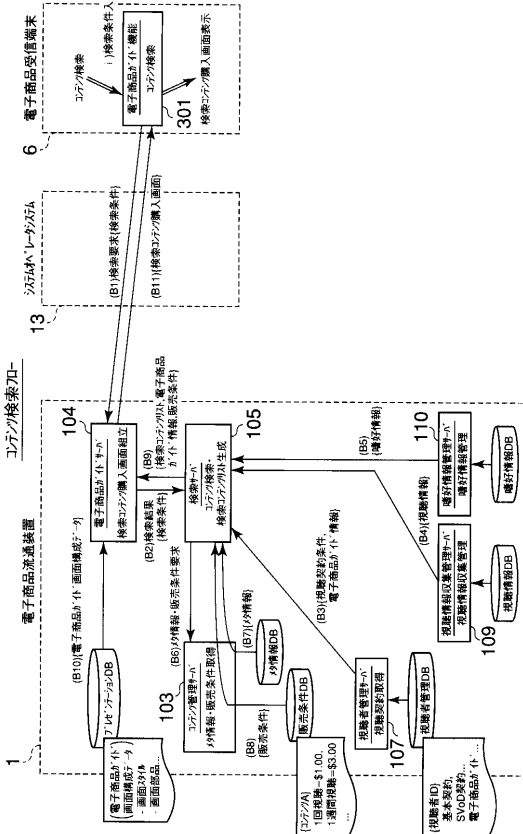 コンテンツ検索フロー
電子商品流通装置
1
プレゼンテーションDB
(B10){電子商品ガイド画面構成データ}
104
電子商品ガイドサーバ
検索コンテンツ購入画面組立
{電子商品ガイド
画面構成データ}
- 画面スタイル
- 画面部品...
(B2)検索結果
{検索条件}
(B9)
{検索コンテンツリスト,電子商品
ガイド情報,販売条件}
105
検索サーバ
コンテンツ検索・
検索コンテンツリスト生成
(B6)メタ情報・販売条件要求
103
コンテンツ管理サーバ
メタ情報・販売条件取得
(B7){メタ情報}
メタ情報DB
(B8)
{販売条件}
販売条件DB
{コンテンツA}
1回視聴=$1.00,
1週間視聴=$3.00
...
(B3){視聴契約条件,
電子商品ガイド情報}
107
視聴者管理サーバ
視聴契約取得
視聴者管理DB
{視聴者ID}
基本契約,
SVoD契約...
電子商品ガイド...
(B4){視聴情報}
109
視聴情報収集管理サーバ
視聴情報収集管理
視聴情報DB
(B5)
{嗜好情報}
110
嗜好情報管理サーバ
嗜好情報管理
嗜好情報DB
システムオペレータシステム
13
(B1)検索要求{検索条件}
(B11){検索コンテンツ購入画面}
電子商品受信端末
6
コンテンツ検索
i)検索条件入
電子商品ガイド機能
コンテンツ検索
301
検索コンテンツ購入画面表示